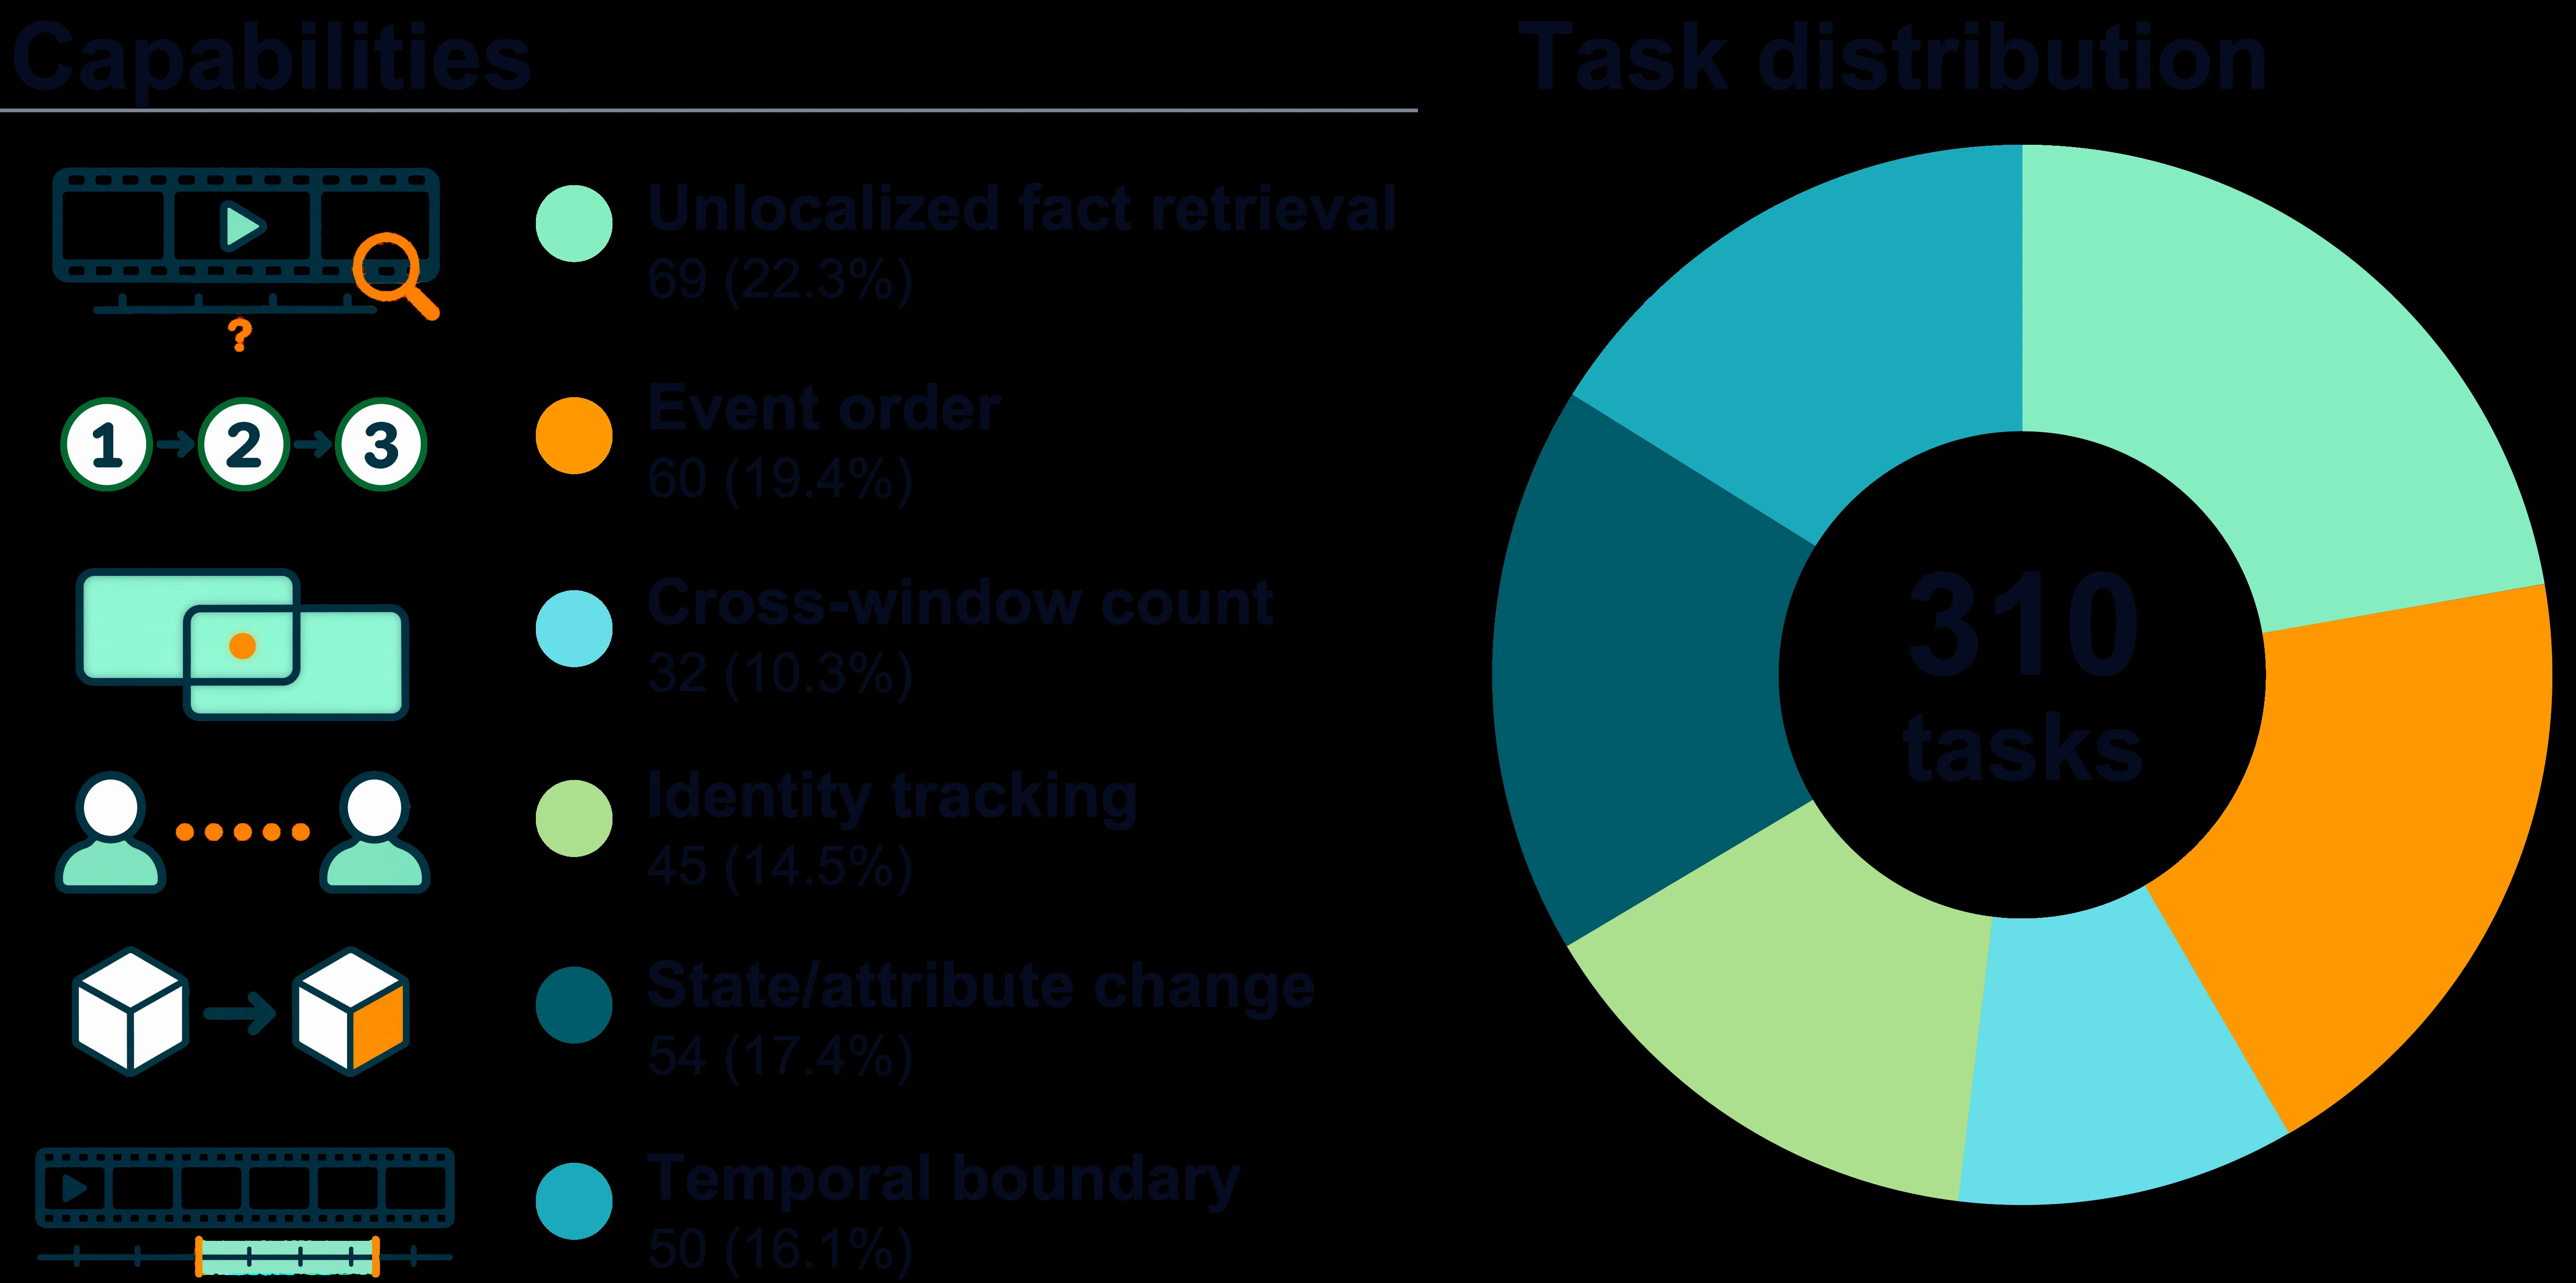 Capabilities
Task distribution
Unlocalized fact retrieval
69 (22.3%)
?
Event order
60 (19.4%)
1 2 3
Cross-window count
32 (10.3%)
Identity tracking
45 (14.5%)
State/attribute change
54 (17.4%)
Temporal boundary
50 (16.1%)
310
tasks